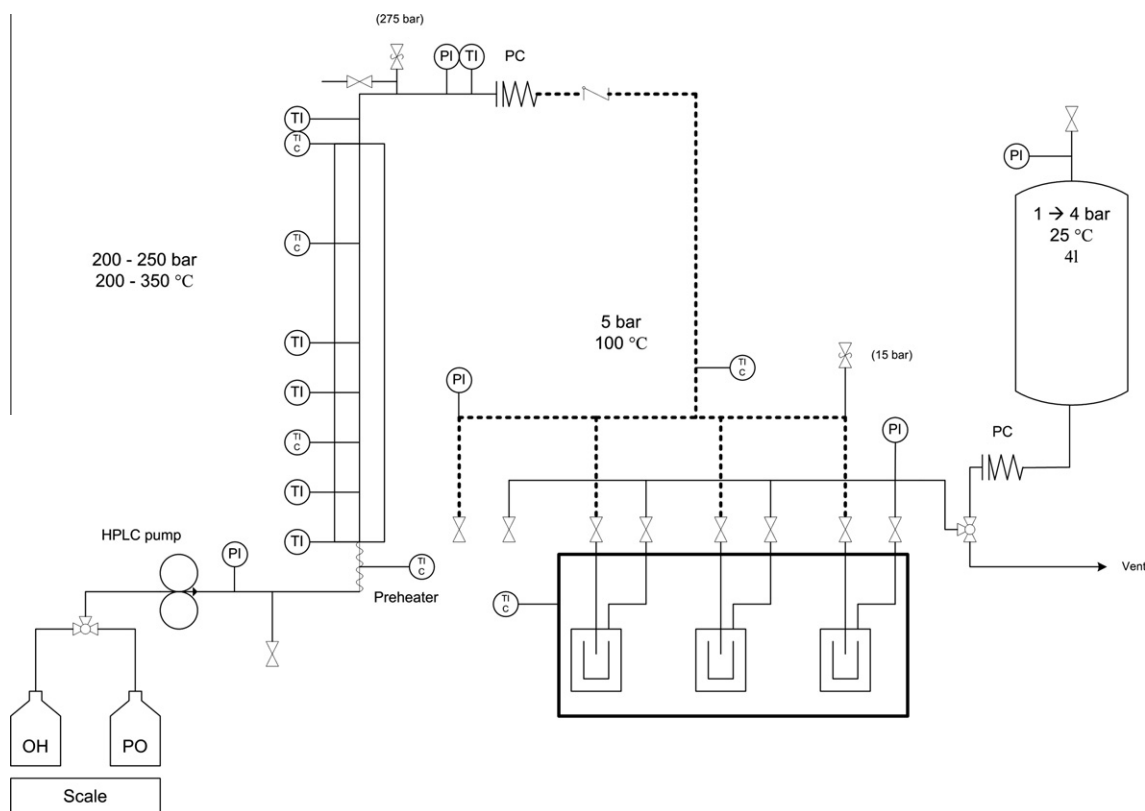 (275 bar)
PI
TI
PC
TI
TI
C
PI
1 → 4 bar
25 °C
4l
TI
C
200 - 250 bar
200 - 350 °C
5 bar
100 °C
TI
(15 bar)
TI
C
PI
TI
PI
TI
C
PC
TI
HPLC pump
TI
PI
TI
C
Preheater
Vent
TI
C
OH
PO
Scale